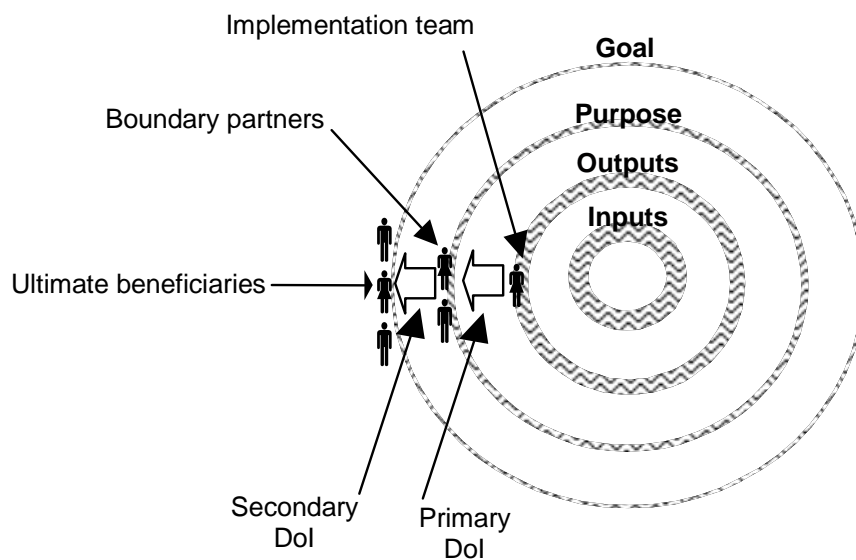 Implementation team
Goal
Boundary partners
Purpose
Outputs
Inputs
Ultimate beneficiaries
Secondary
DoI
Primary
DoI